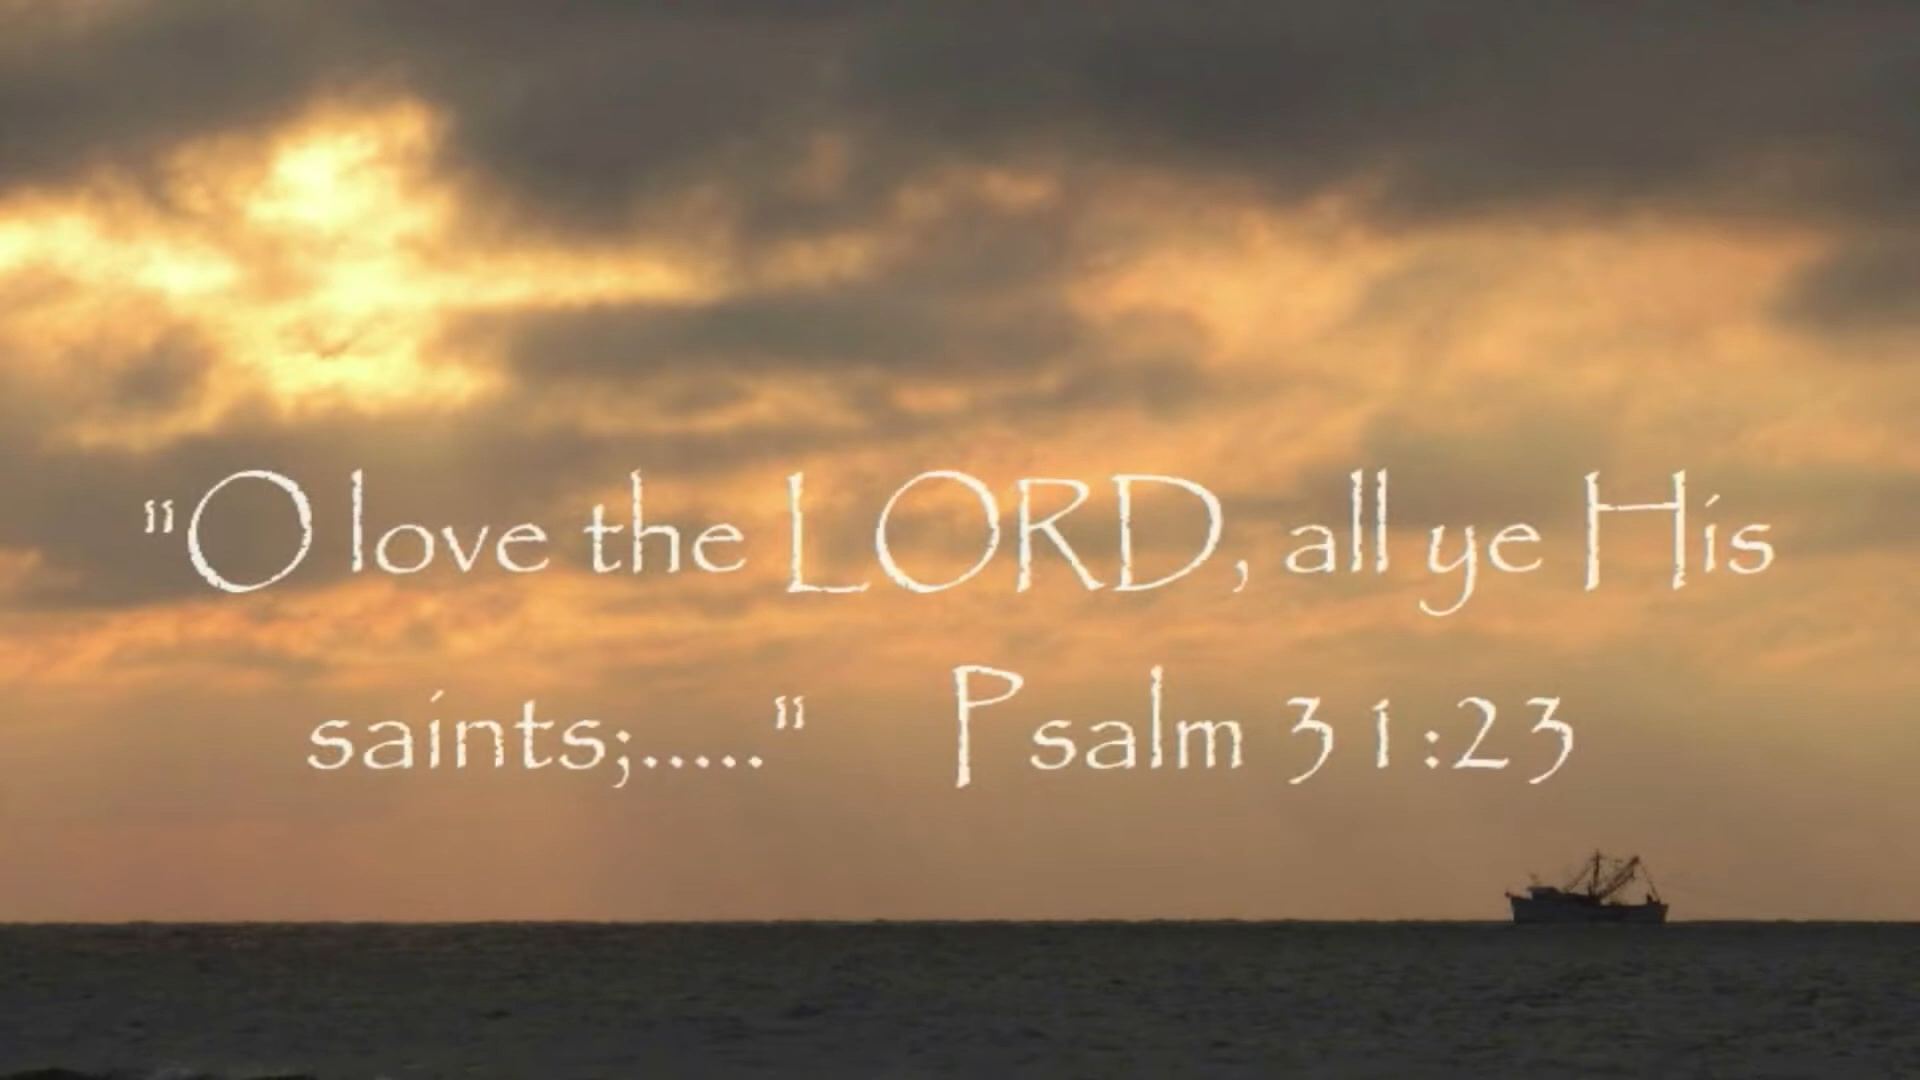 "O love the LORD, all ye His
saints;....." Psalm 31:23